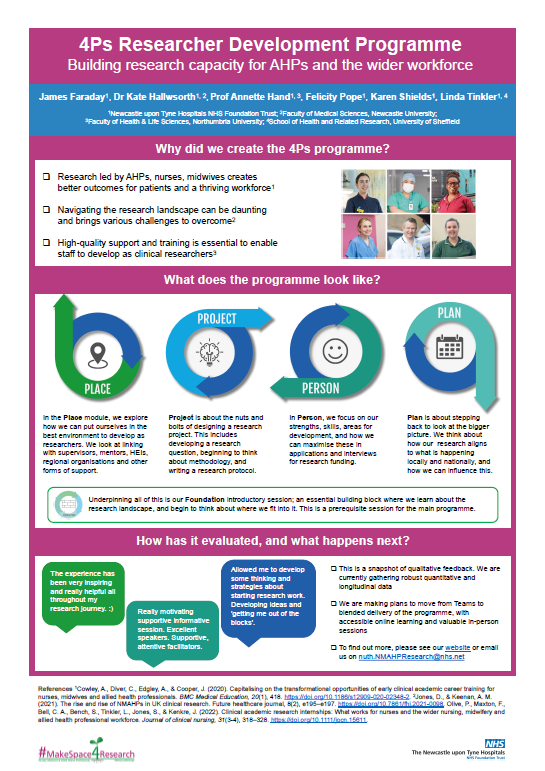 4Ps Researcher Development Programme
Building research capacity for AHPs and the wider workforce
James Faraday¹, Dr Kate Hallsworth¹, ², Prof Annette Hand¹, ³, Felicity Pope¹, Karen Shields¹, Linda Tinkler¹, ⁴
¹Newcastle upon Tyne Hospitals NHS Foundation Trust; ²Faculty of Medical Sciences, Newcastle University;
³Faculty of Health & Life Sciences, Northumbria University; ⁴School of Health and Related Research, University of Sheffield
Why did we create the 4Ps programme?
❑ Research led by AHPs, nurses, midwives creates
better outcomes for patients and a thriving workforce¹
❑ Navigating the research landscape can be daunting
and brings various challenges to overcome²
❑ High-quality support and training is essential to enable
staff to develop as clinical researchers³
What does the programme look like?
PLACE
PROJECT
PERSON
PLAN
In the Place module, we explore
how we can put ourselves in the
best environment to develop as
researchers. We look at linking
with supervisors, mentors, HEIs,
regional organisations and other
forms of support.
Project is about the nuts and
bolts of designing a research
project. This includes
developing a research
question, beginning to think
about methodology, and
writing a research protocol.
In Person, we focus on our
strengths, skills, areas for
development, and how we
can maximise these in
applications and interviews
for research funding.
Plan is about stepping
back to look at the bigger
picture. We think about
how our research aligns
to what is happening
locally and nationally, and
how we can influence this.
Underpinning all of this is our Foundation introductory session; an essential building block where we learn about the
research landscape, and begin to think about where we fit into it. This is a prerequisite session for the main programme.
How has it evaluated, and what happens next?
The experience has
been very inspiring
and really helpful all
throughout my
research journey. :)
Really motivating
supportive informative
session. Excellent
speakers. Supportive,
attentive facilitators.
Allowed me to develop
some thinking and
strategies about
starting research work.
Developing ideas and
'getting me out of the
blocks'.
❑ This is a snapshot of qualitative feedback. We are
currently gathering robust quantitative and
longitudinal data
❑ We are making plans to move from Teams to
blended delivery of the programme, with
accessible online learning and valuable in-person
sessions
❑ To find out more, please see our website or email
us on nuth.NMAHPResearch@nhs.net
References ¹Cowley, A., Diver, C., Edgley, A., & Cooper, J. (2020). Capitalising on the transformational opportunities of early clinical academic career training for
nurses, midwives and allied health professionals. BMC Medical Education, 20(1), 418. https://doi.org/10.1186/s12909-020-02348-2. ²Jones, D., & Keenan, A. M.
(2021). The rise and rise of NMAHPs in UK clinical research. Future healthcare journal, 8(2), e195–e197. https://doi.org/10.7861/fhj.2021-0098. Olive, P., Maxton, F.,
Bell, C. A., Bench, S., Tinkler, L., Jones, S., & Kenkre, J. (2022). Clinical academic research internships: What works for nurses and the wider nursing, midwifery and
allied health professional workforce. Journal of clinical nursing, 31(3-4), 318–328. https://doi.org/10.1111/jocn.15611.
#MakeSpace4Research
NHS
The Newcastle upon Tyne Hospitals
NHS Foundation Trust